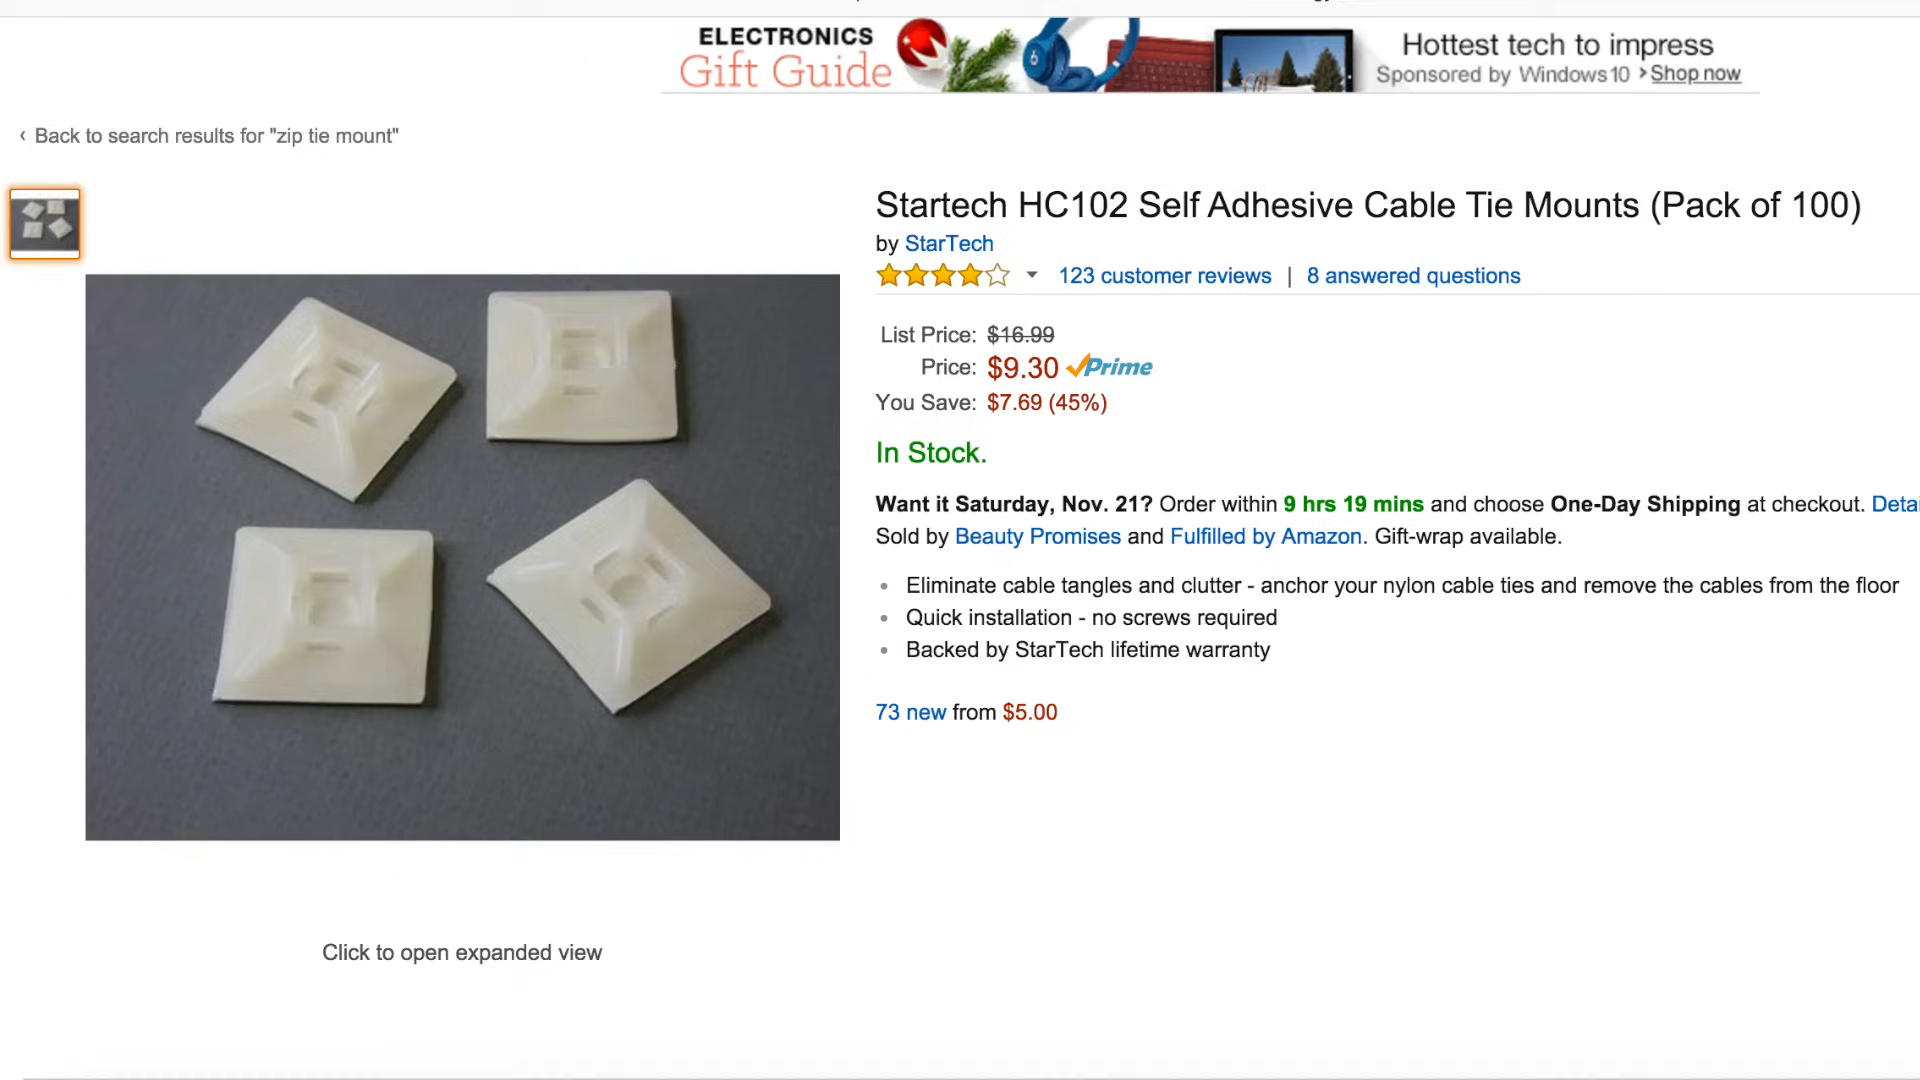 ELECTRONICS
Gift Guide
Hottest tech to impress
Sponsored by Windows10 > Shop now
‹ Back to search results for "zip tie mount"
Startech HC102 Self Adhesive Cable Tie Mounts (Pack of 100)
by StarTech
123 customer reviews | 8 answered questions
List Price: $16.99
Price: $9.30 Prime
You Save: $7.69 (45%)
In Stock.
Want it Saturday, Nov. 21? Order within 9 hrs 19 mins and choose One-Day Shipping at checkout.
Sold by Beauty Promises and Fulfilled by Amazon. Gift-wrap available.
• Eliminate cable tangles and clutter - anchor your nylon cable ties and remove the cables from the floor
• Quick installation - no screws required
• Backed by StarTech lifetime warranty
73 new from $5.00
Click to open expanded view